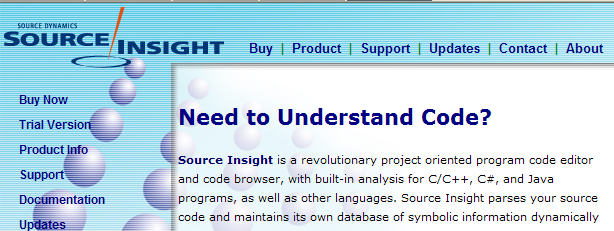 SOURCE DYNAMICS
SOURCE INSIGHT
Buy | Product | Support | Updates | Contact | About
Buy Now
Trial Version
Product Info
Support
Documentation
Updates
Need to Understand Code?
Source Insight is a revolutionary project oriented program code editor
and code browser, with built-in analysis for C/C++, C#, and Java
programs, as well as other languages. Source Insight parses your
source code and maintains its own database of symbolic information dynamically